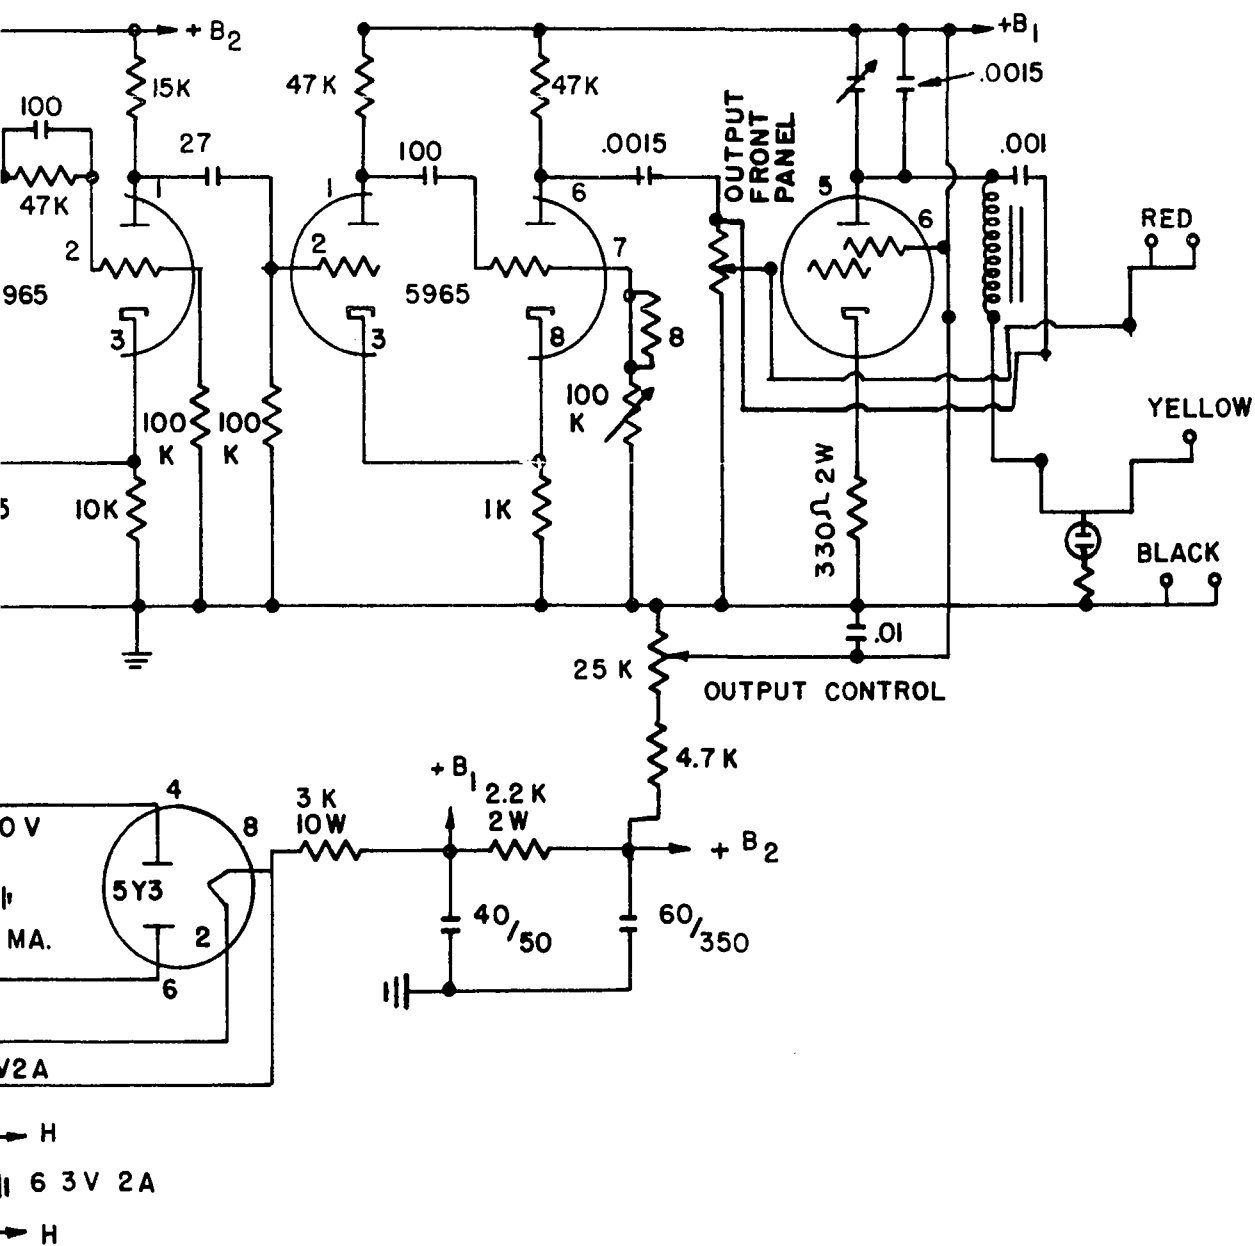 + B2
+B1
15K
47K
47K
.0015
100
27
100
.0015
OUTPUT
FRONT
PANEL
.001
47K
1
1
6
5
6
RED
2
2
7
965
5965
3
3
8
8
100
K
100
K
100
K
YELLOW
5
10K
1K
330Ω 2W
BLACK
.01
25 K
OUTPUT CONTROL
4.7K
+ B1
4
3 K
10W
2.2K
2W
0 V
8
+ B2
5Y3
40/50
60/350
MA.
2
6
V2A
H
6 3V 2A
H